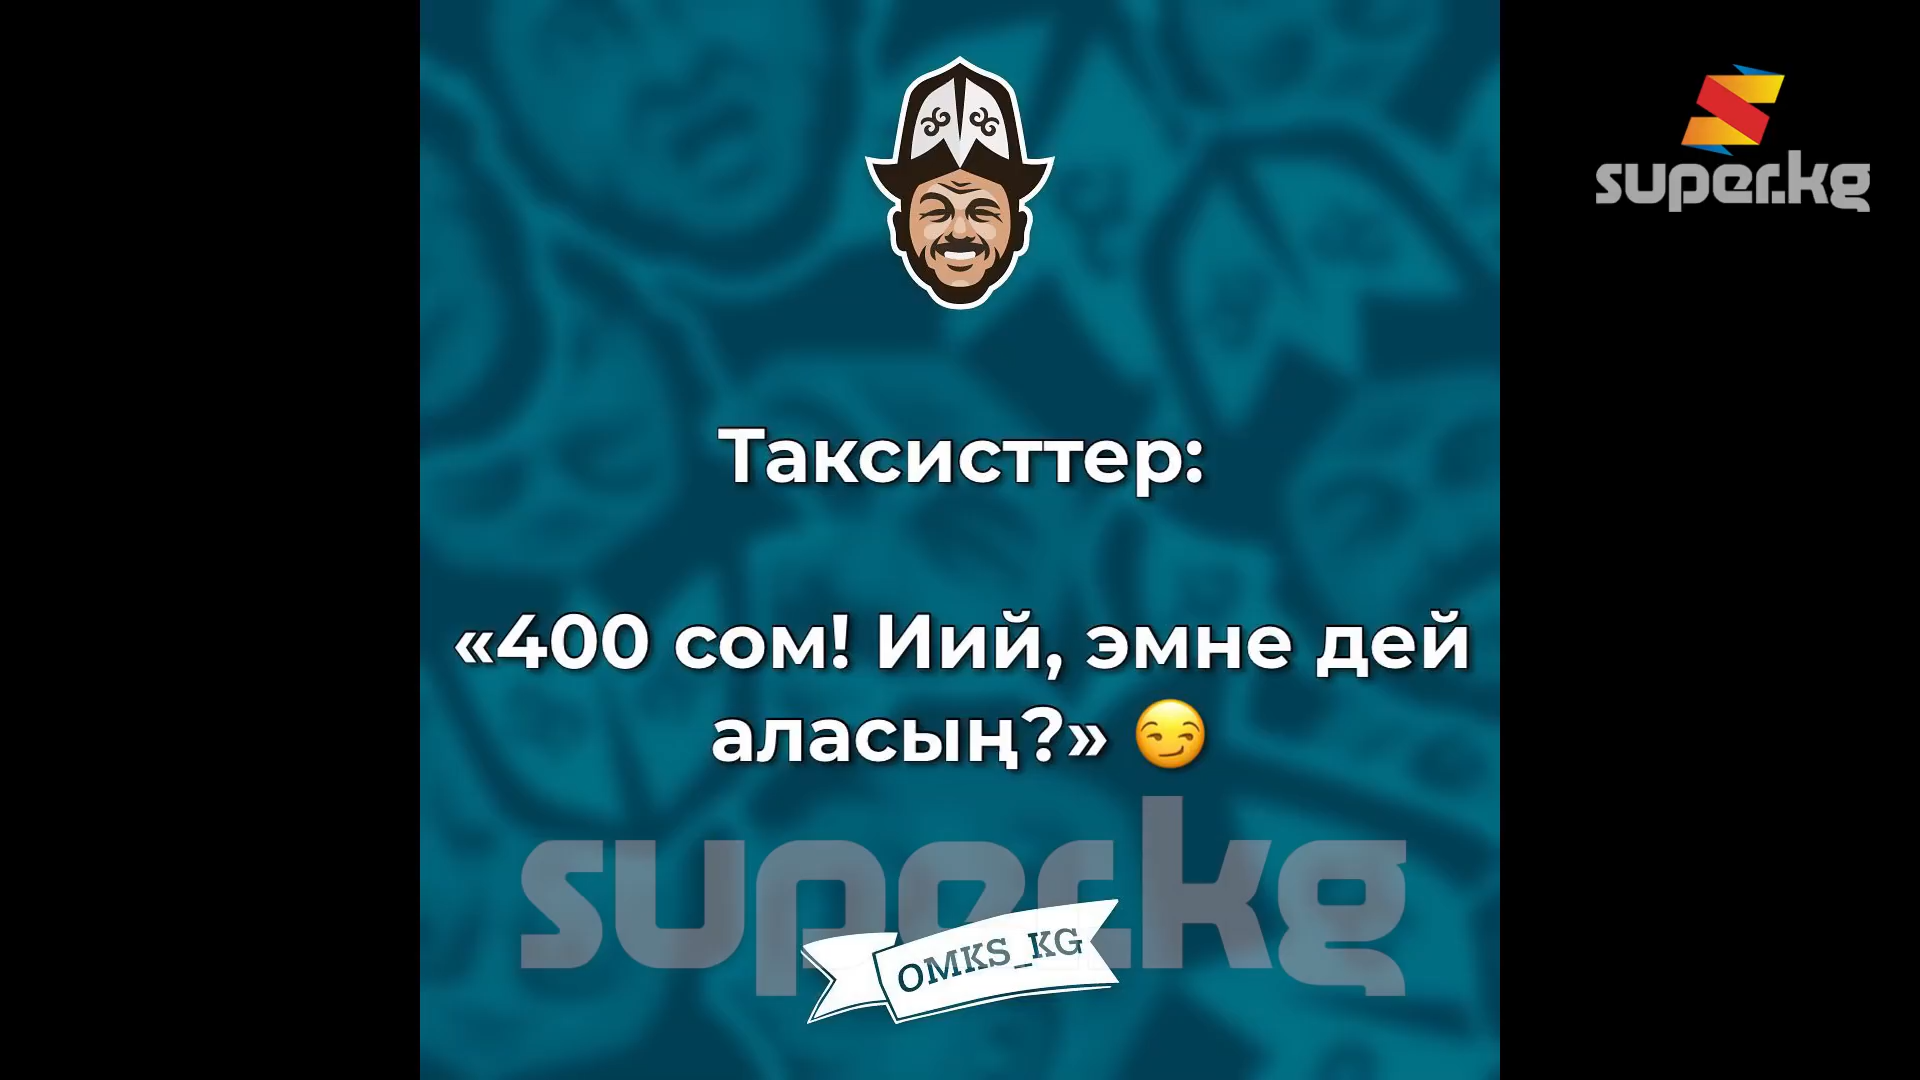 super.kg
Таксисттер:
«400 сом! Иий, эмне дей
аласың?» 😏
super.kg
OMKS_KG